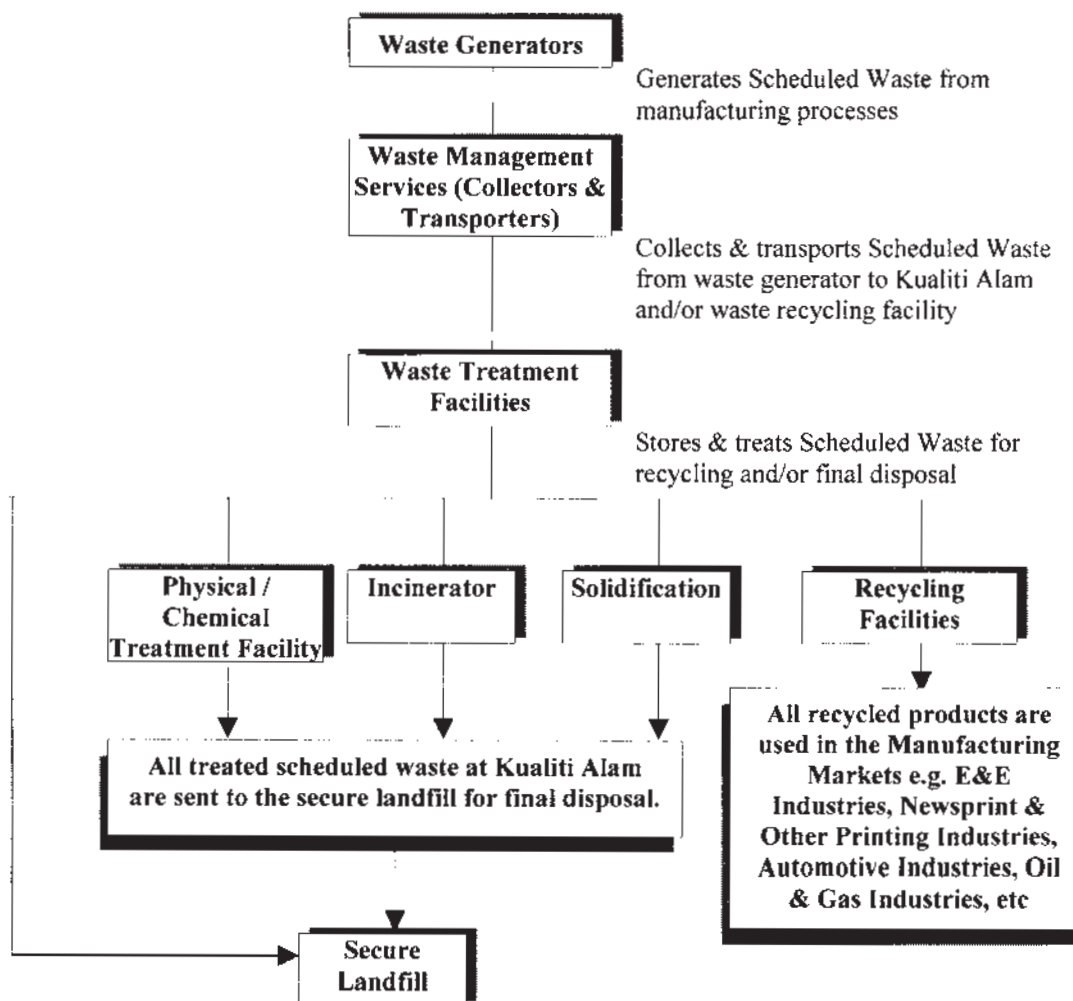 Waste Generators
Generates Scheduled Waste from
manufacturing processes
Waste Management
Services (Collectors &
Transporters)
Collects & transports Scheduled Waste
from waste generator to Kualiti Alam
and/or waste recycling facility
Waste Treatment
Facilities
Stores & treats Scheduled Waste for
recycling and/or final disposal
Physical /
Chemical
Treatment Facility
Incinerator
Solidification
Recycling
Facilities
All treated scheduled waste at Kualiti Alam
are sent to the secure landfill for final disposal.
All recycled products are
used in the Manufacturing
Markets e.g. E&E
Industries, Newsprint &
Other Printing Industries,
Automotive Industries, Oil
& Gas Industries, etc
Secure
Landfill